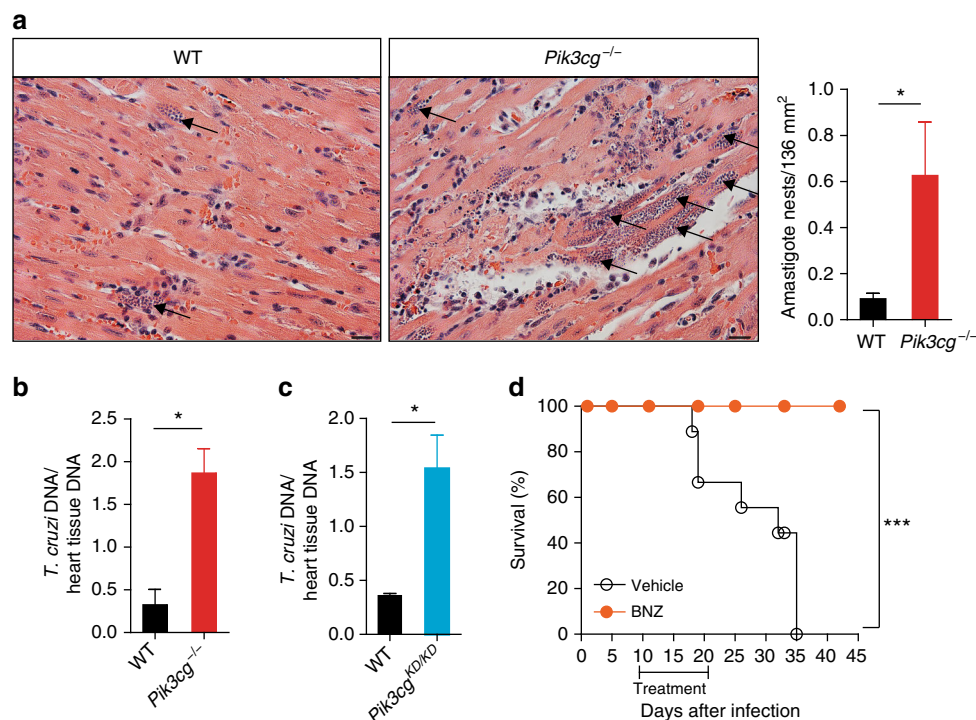 a
WT
Pik3cg−/−
Amastigote nests/136 mm²
1.0
0.8
0.6
0.4
0.2
0.0
*
WT
Pik3cg−/−
b
T. cruzi DNA/
heart tissue DNA
2.5
2.0
1.5
1.0
0.5
0.0
*
WT
Pik3cg−/−
c
T. cruzi DNA/
heart tissue DNA
2.0
1.5
1.0
0.5
0.0
*
WT
Pik3cgKD/KD
d
Survival (%)
100
80
60
40
20
0
Vehicle
BNZ
***
0 5 10 15 20 25 30 35 40 45
Treatment
Days after infection